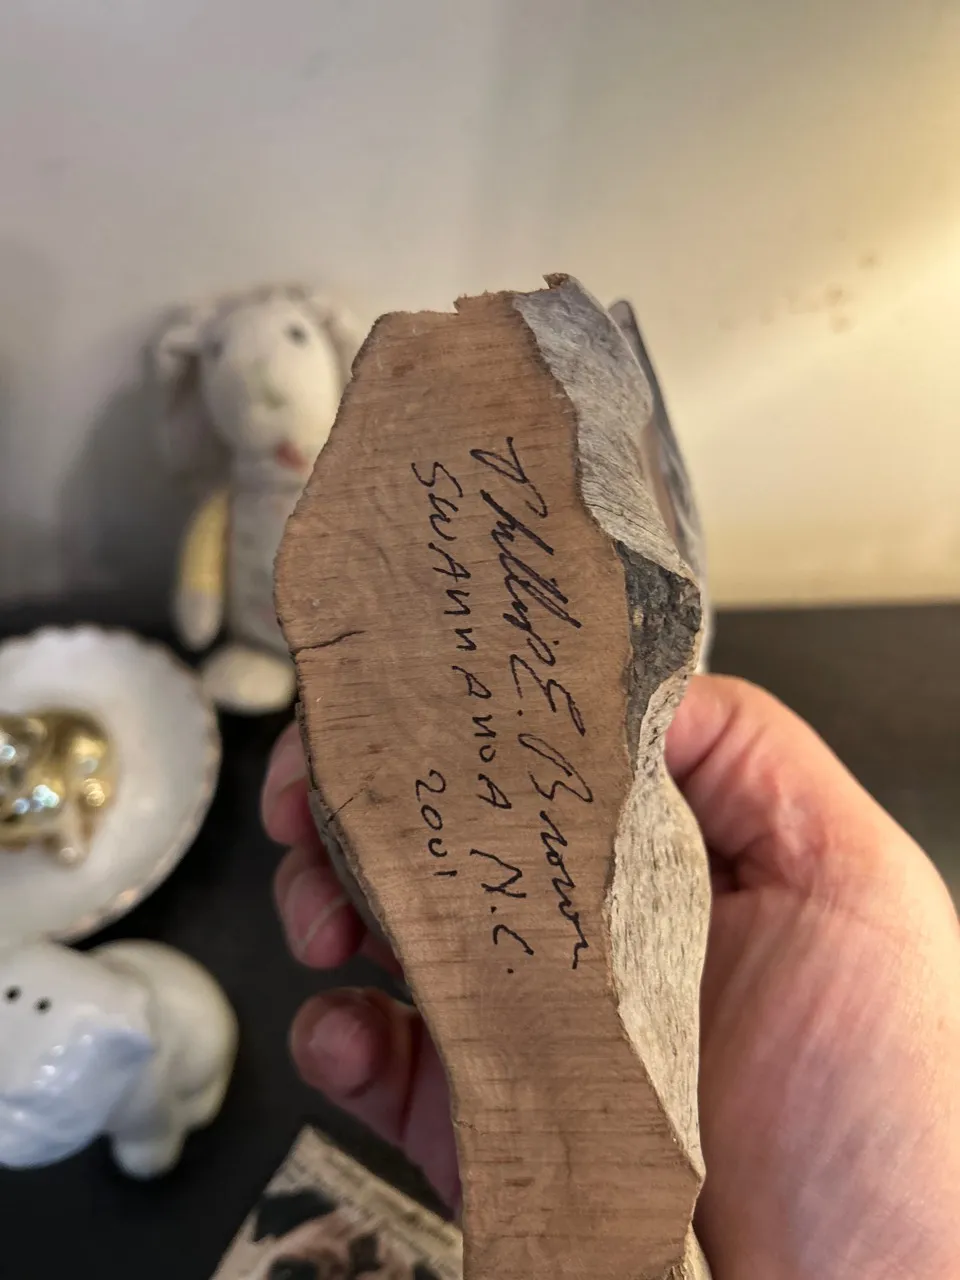 Phillip E. Brown
SWANNANOA N.C.
2001